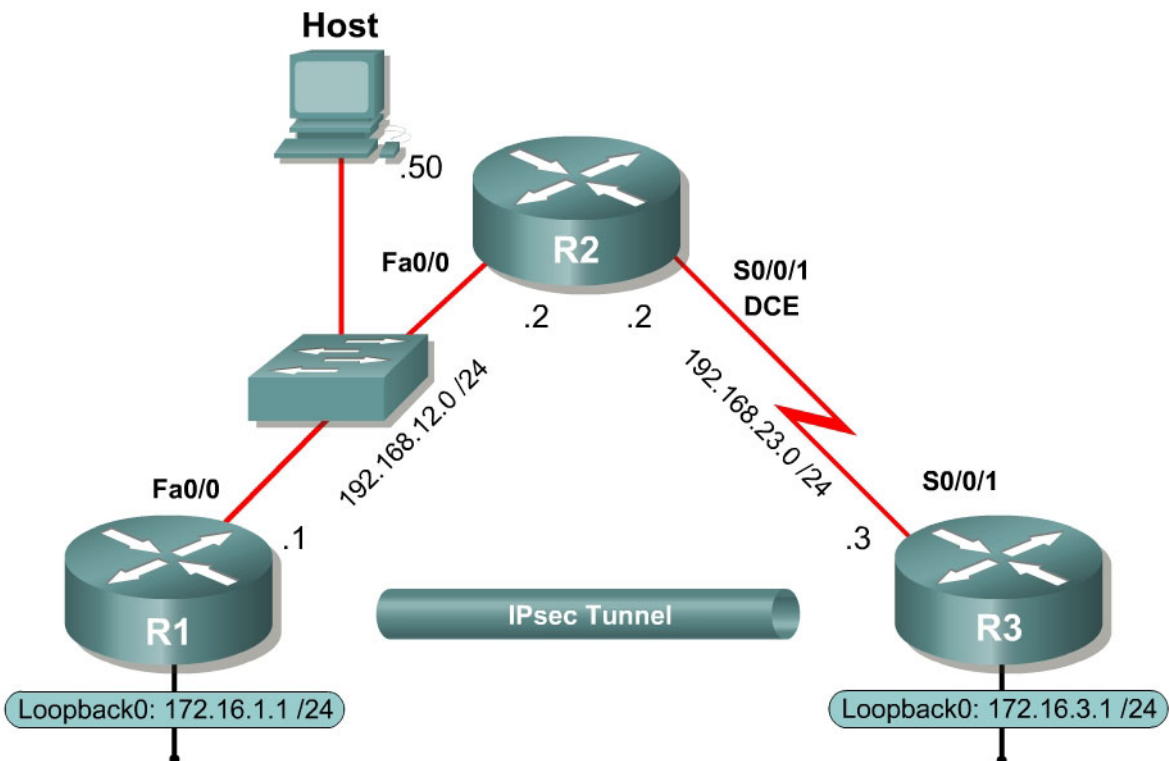 Host
.50
R2
Fa0/0
S0/0/1
DCE
.2
.2
192.168.12.0 /24
192.168.23.0 /24
Fa0/0
S0/0/1
.1
.3
IPsec Tunnel
R1
R3
Loopback0: 172.16.1.1 /24
Loopback0: 172.16.3.1 /24